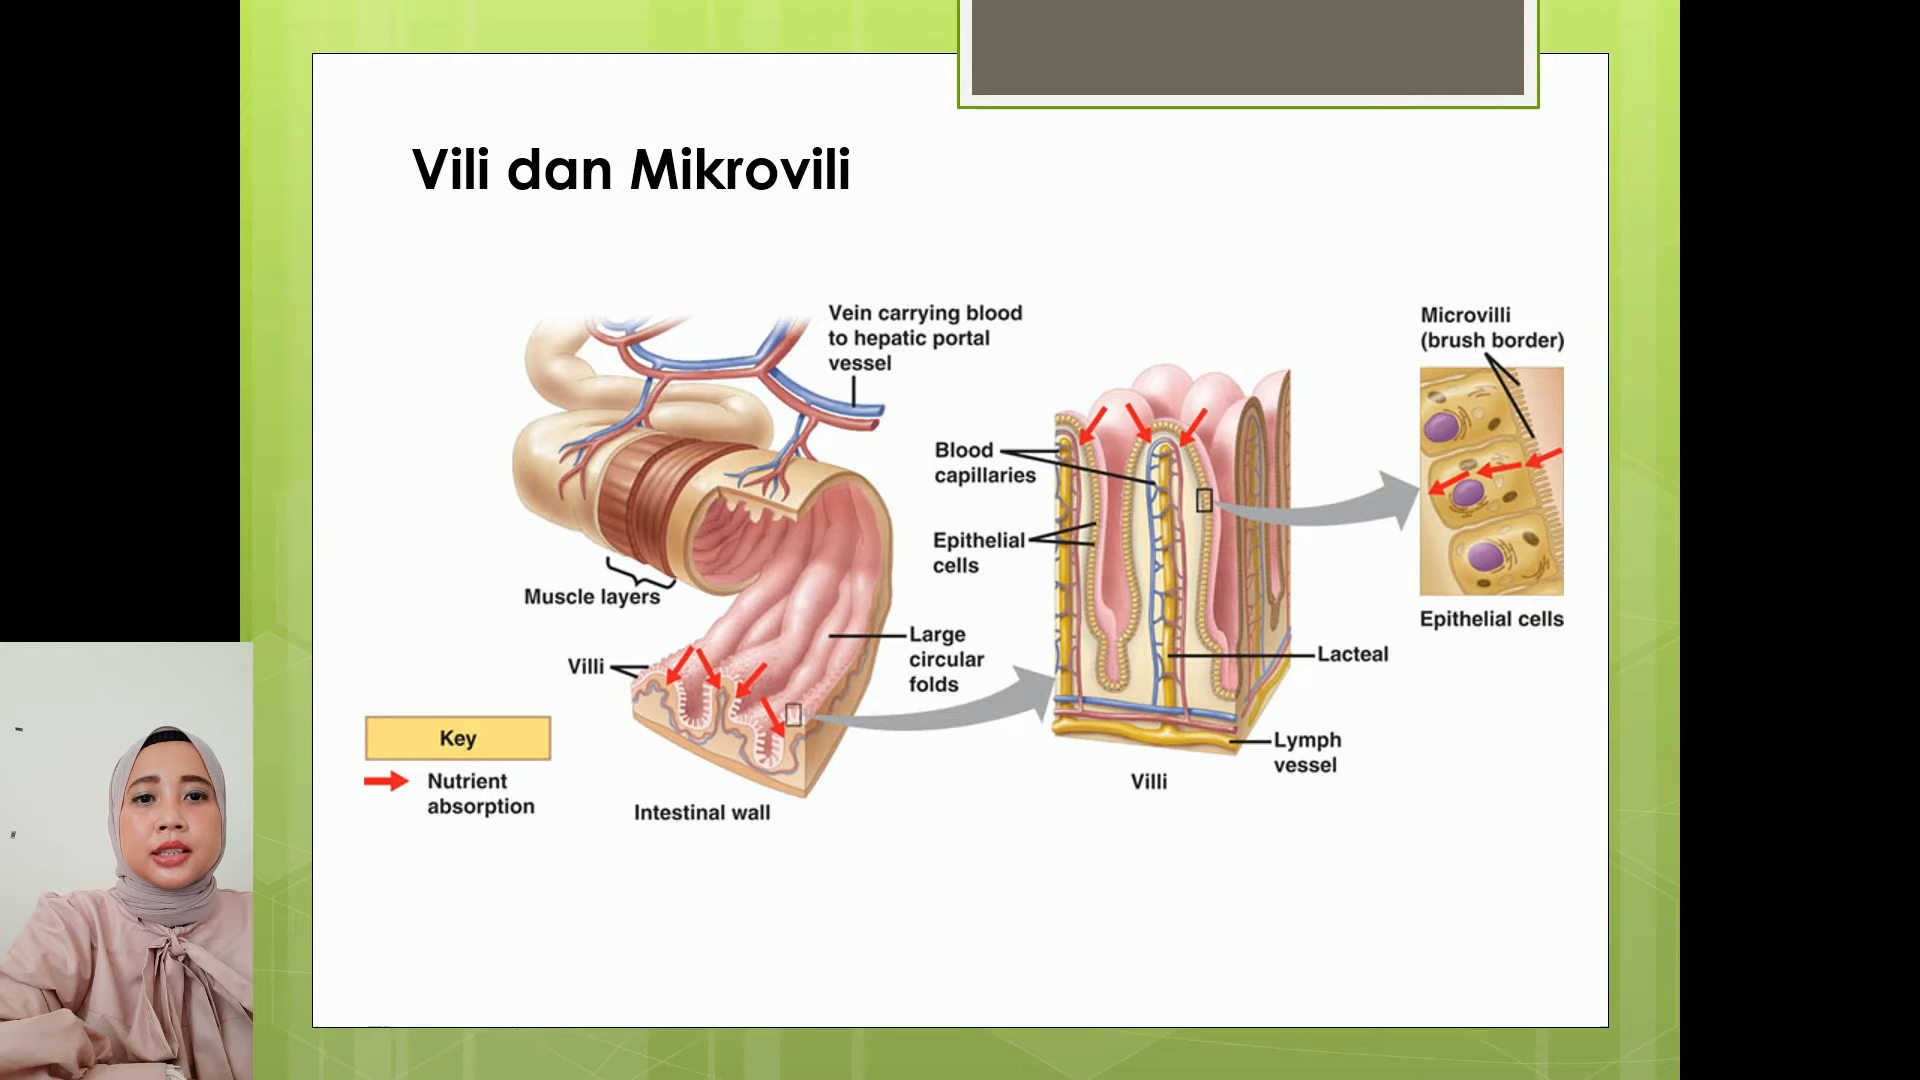 Vili dan Mikrovili
Vein carrying blood
to hepatic portal
vessel
Muscle layers
Villi
Large
circular
folds
Key
Nutrient
absorption
Intestinal wall
Blood
capillaries
Epithelial
cells
Lacteal
Lymph
vessel
Villi
Microvilli
(brush border)
Epithelial cells